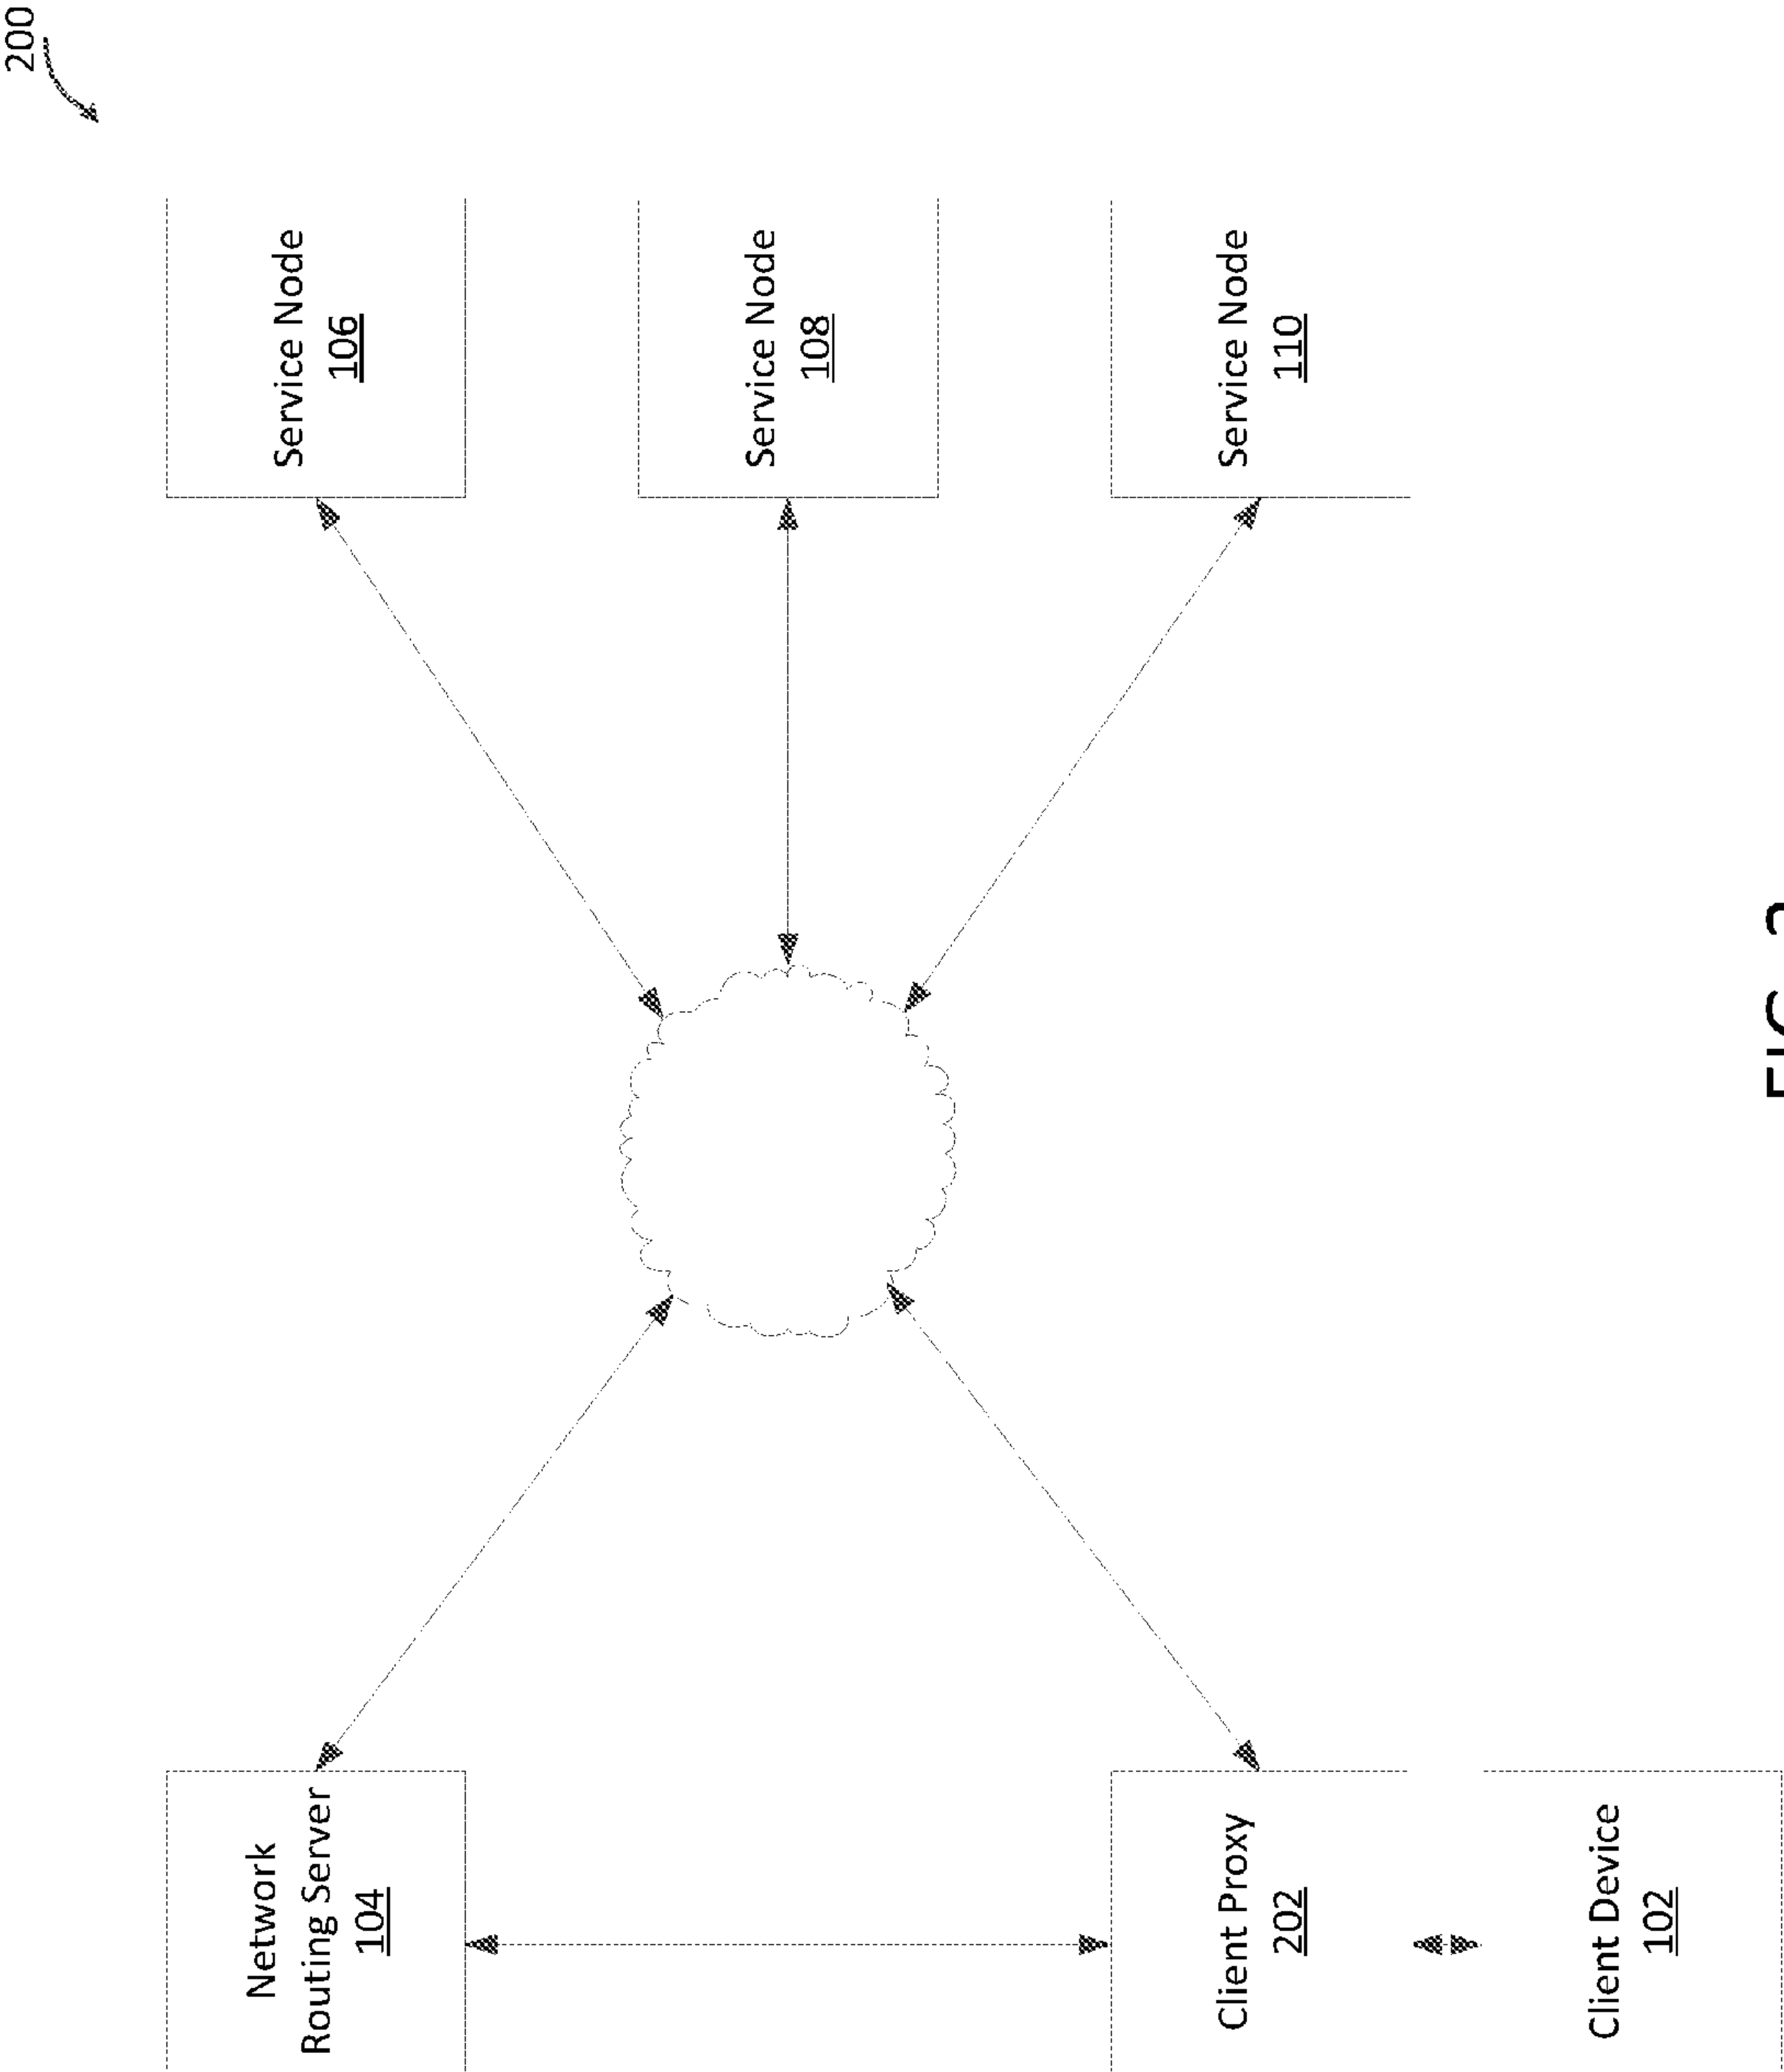 200
Network
Routing Server
104
Service Node
106
Service Node
108
Client Proxy
202
Service Node
110
Client Device
102